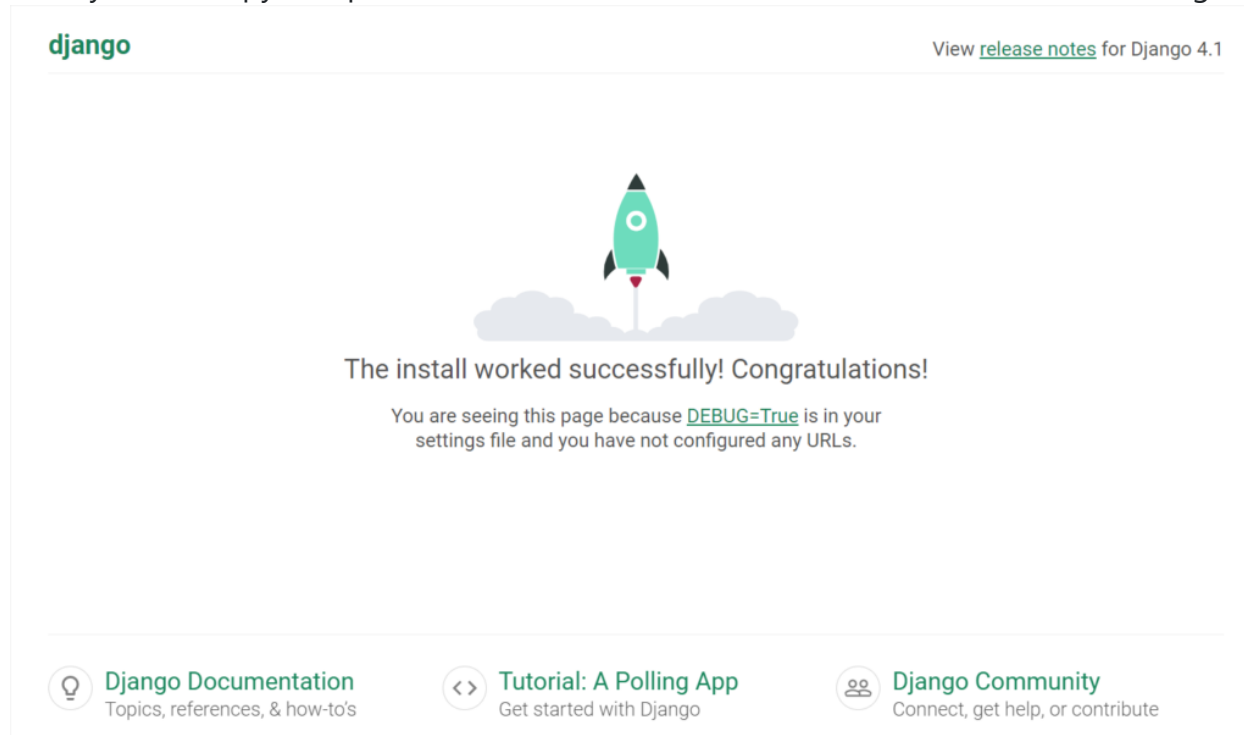 django
View release notes for Django 4.1
The install worked successfully! Congratulations!
You are seeing this page because DEBUG=True is in your
settings file and you have not configured any URLs.
Django Documentation
Topics, references, & how-to's
Tutorial: A Polling App
Get started with Django
Django Community
Connect, get help, or contribute